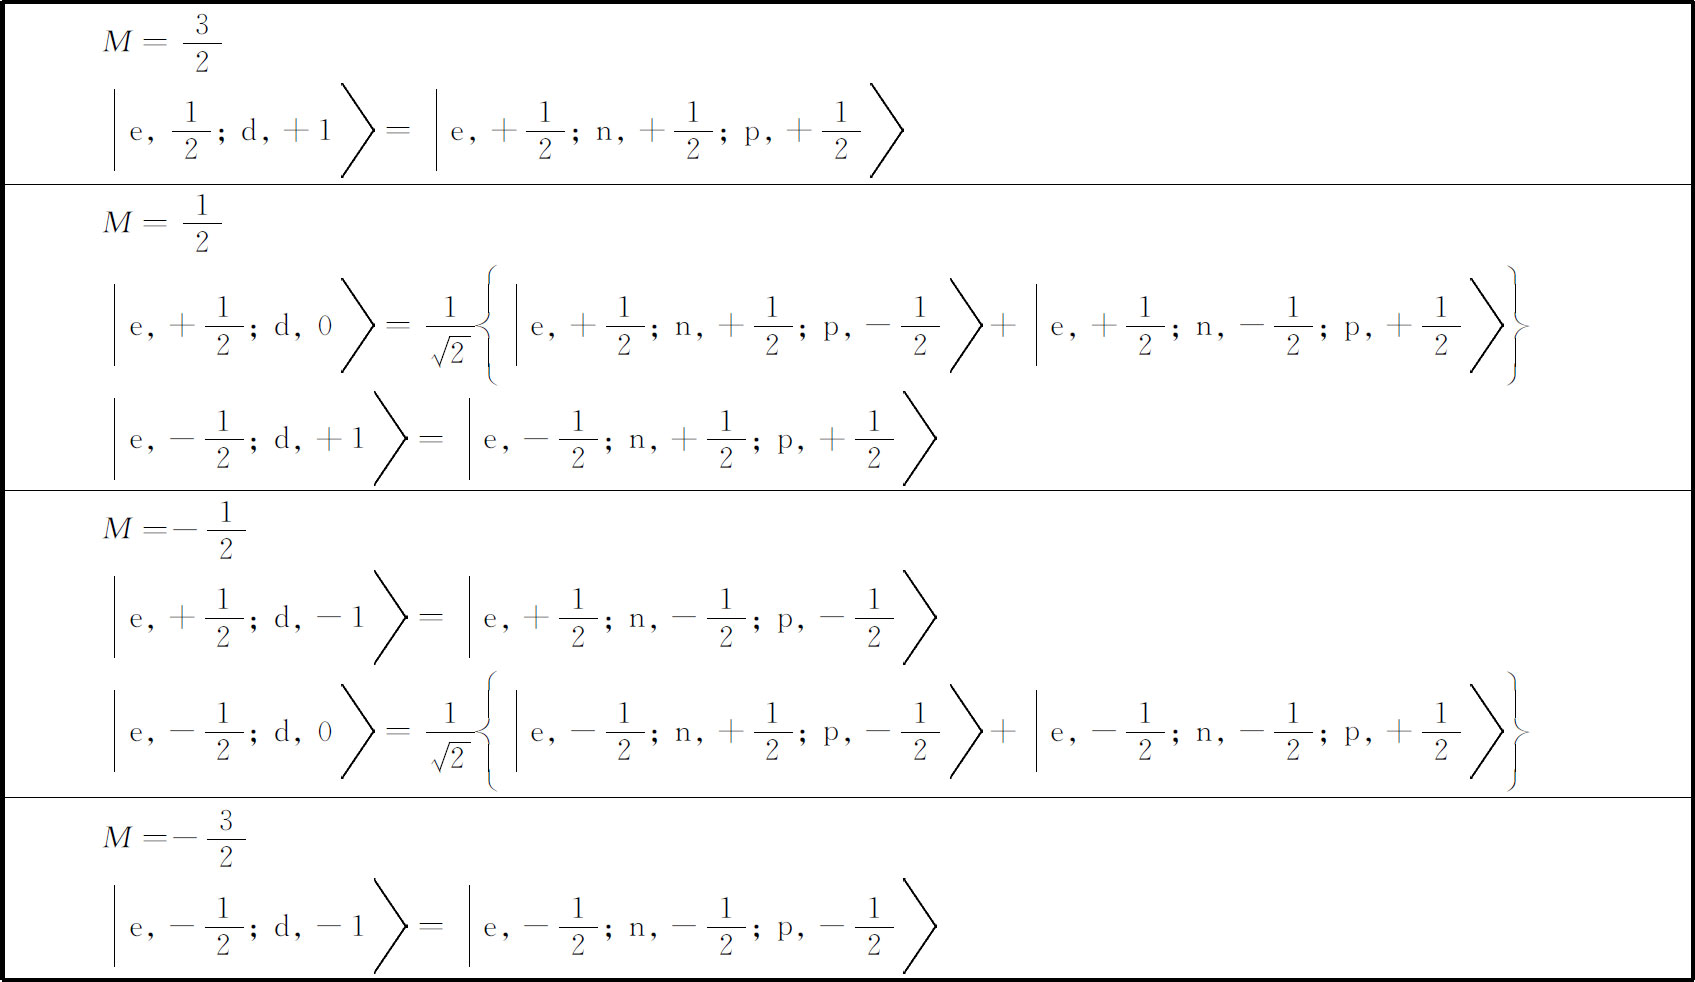 M = 3/2
| e, 1/2; d, +1 ⟩ = | e, +1/2; n, +1/2; p, +1/2 ⟩
M = 1/2
| e, +1/2; d, 0 ⟩ = 1/√2 { | e, +1/2; n, +1/2; p, −1/2 ⟩ + | e, +1/2; n, −1/2; p, +1/2 ⟩ }
| e, −1/2; d, +1 ⟩ = | e, −1/2; n, +1/2; p, +1/2 ⟩
M = −1/2
| e, +1/2; d, −1 ⟩ = | e, +1/2; n, −1/2; p, −1/2 ⟩
| e, −1/2; d, 0 ⟩ = 1/√2 { | e, −1/2; n, +1/2; p, −1/2 ⟩ + | e, −1/2; n, −1/2; p, +1/2 ⟩ }
M = −3/2
| e, −1/2; d, −1 ⟩ = | e, −1/2; n, −1/2; p, −1/2 ⟩